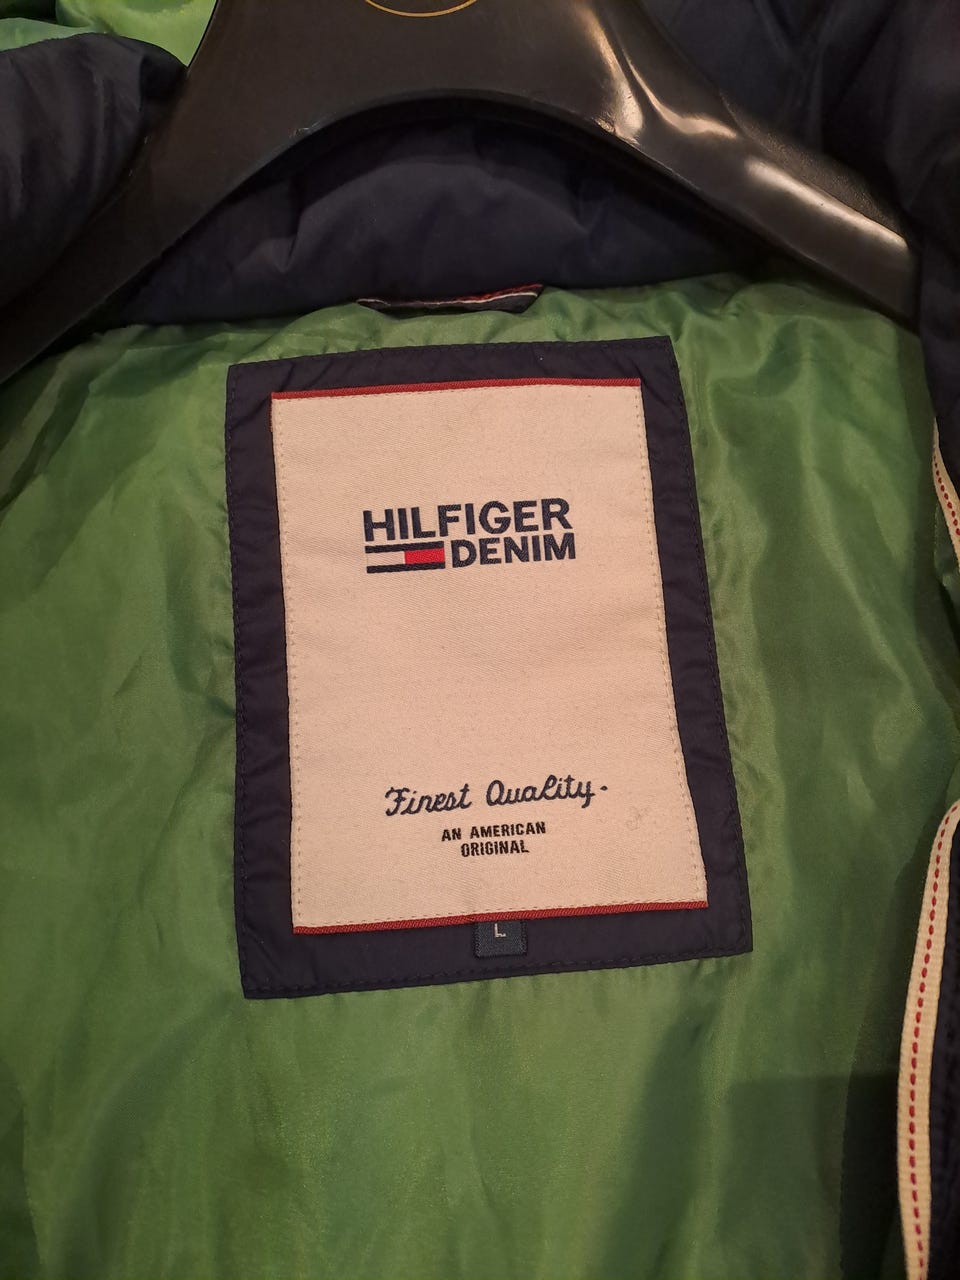 HILFIGER
DENIM
Finest Quality
AN AMERICAN
ORIGINAL
L